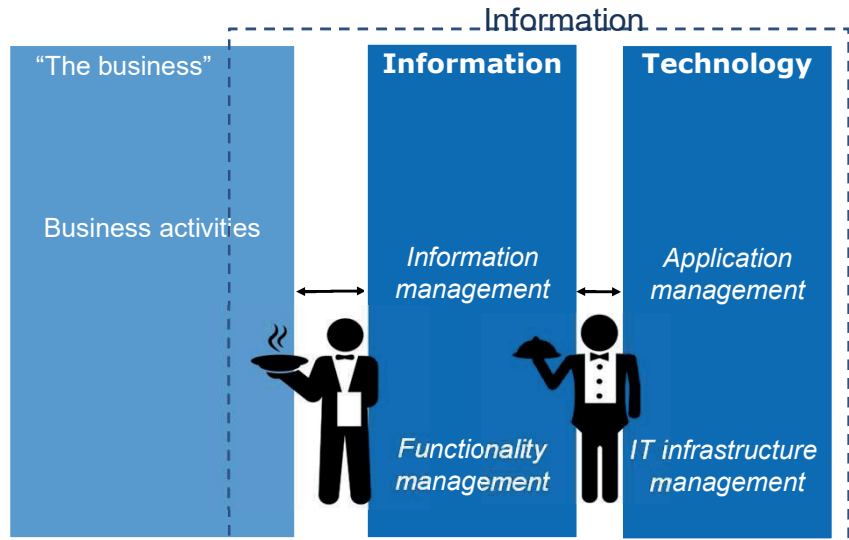 Information
“The business”
Information
Technology
Business activities
Information
management
Application
management
Functionality
management
IT infrastructure
management